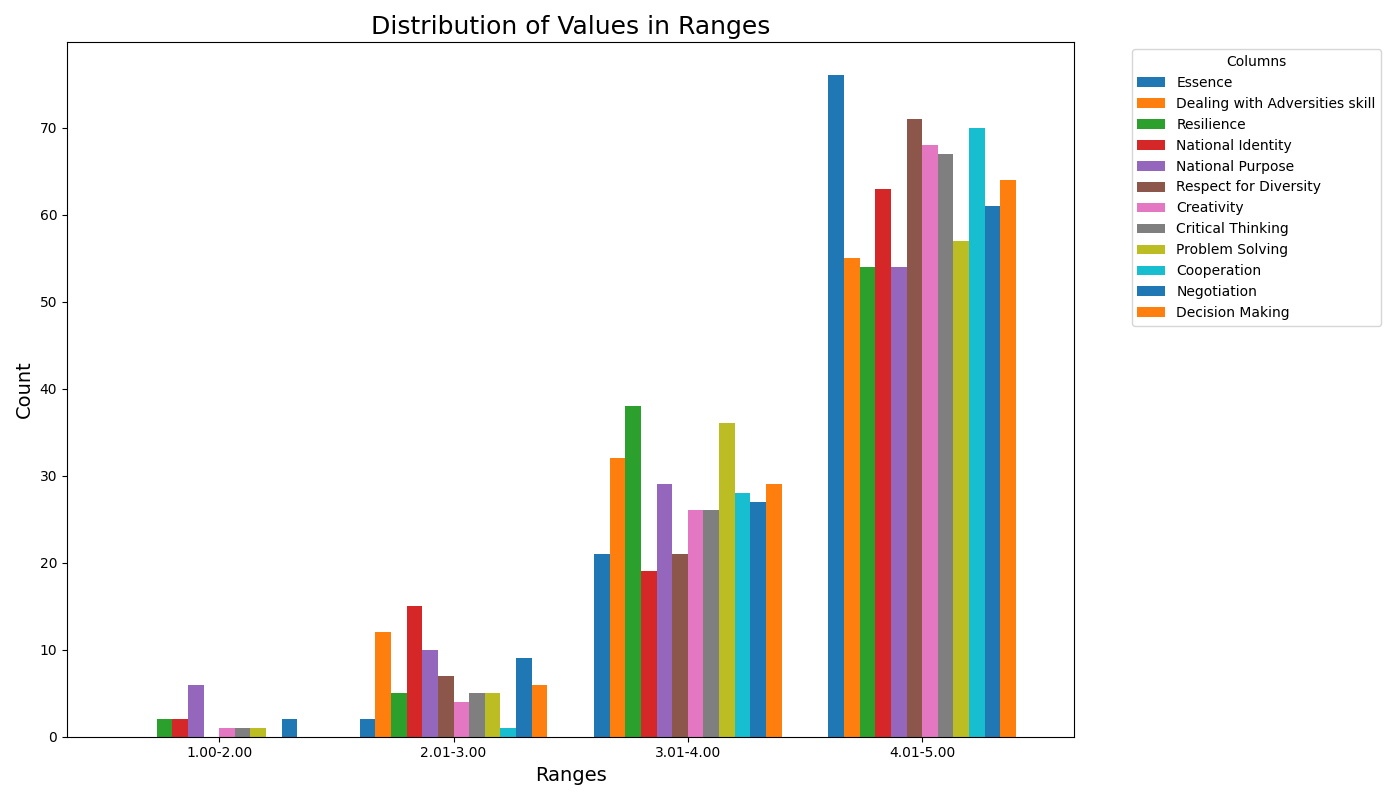 Distribution of Values in Ranges
Count
70
60
50
40
30
20
10
0
1.00-2.00
2.01-3.00
3.01-4.00
4.01-5.00
Ranges
Columns
Essence
Dealing with Adversities skill
Resilience
National Identity
National Purpose
Respect for Diversity
Creativity
Critical Thinking
Problem Solving
Cooperation
Negotiation
Decision Making